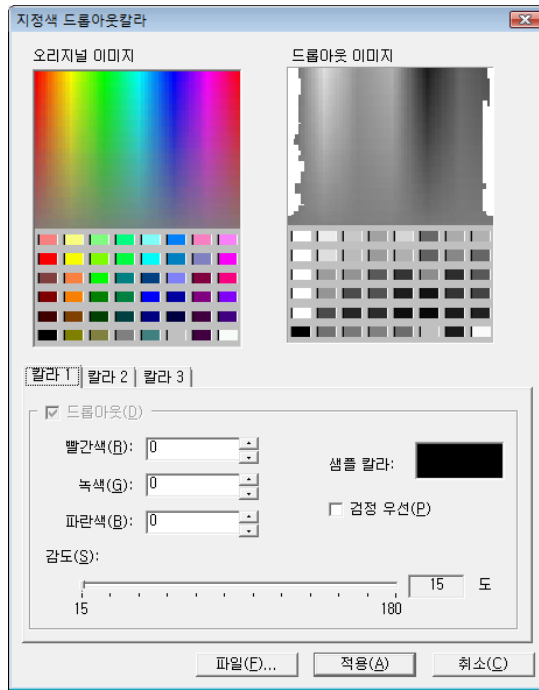 지정색 드롭아웃칼라
오리지널 이미지
드롭아웃 이미지
칼라 1 칼라 2 칼라 3
드롭아웃(D)
빨간색(R): 0
녹색(G): 0
파란색(B): 0
샘플 칼라:
검정 우선(P)
감도(S):
15 도
15 180
파일(F)... 적용(A) 취소(C)